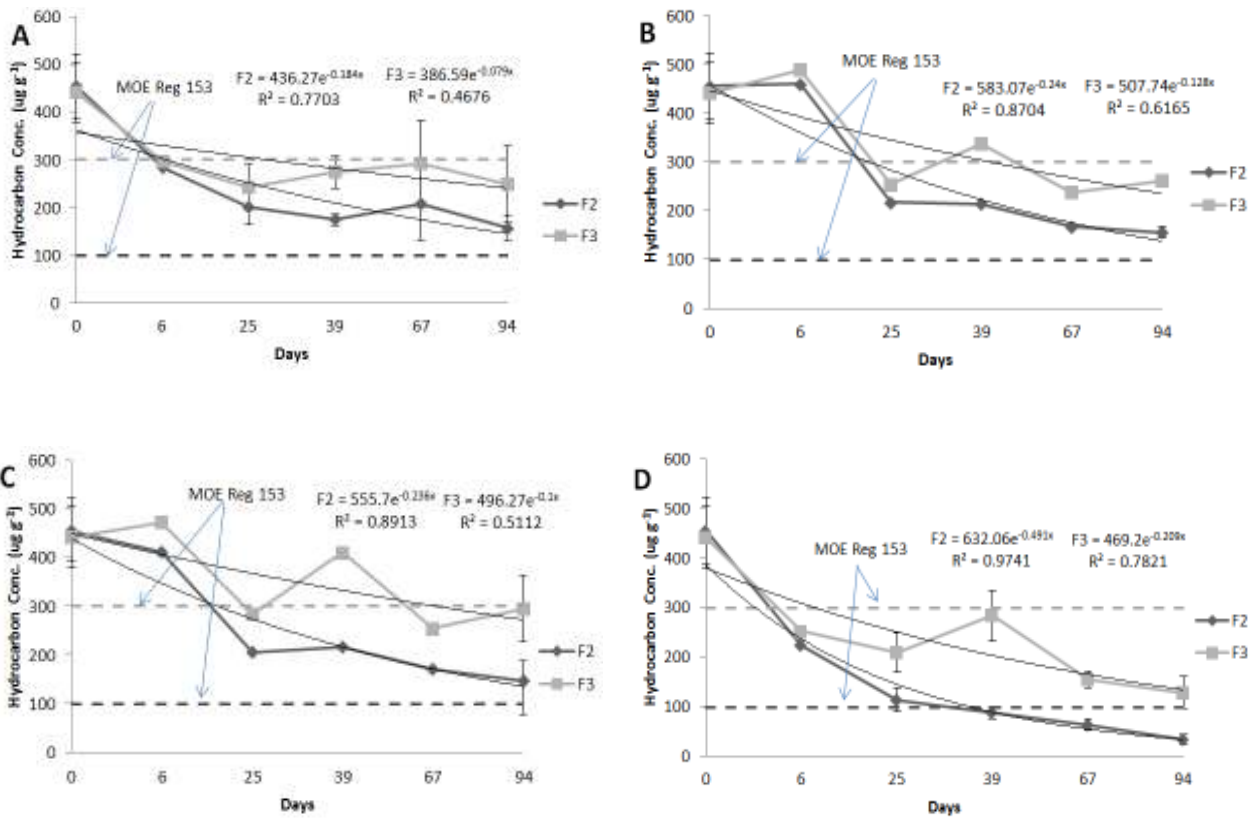 A
Hydrocarbon Conc. (ug g⁻¹)
600
500
400
300
200
100
0
MOE Reg 153
F2 = 436.27e^-0.184x
R² = 0.7703
F3 = 386.59e^-0.079x
R² = 0.4676
F2
F3
0 6 25 39 67 94
Days
B
Hydrocarbon Conc. (ug g⁻¹)
600
500
400
300
200
100
0
MOE Reg 153
F2 = 583.07e^-0.24x
R² = 0.8704
F3 = 507.74e^-0.128x
R² = 0.6165
F2
F3
0 6 25 39 67 94
Days
C
Hydrocarbon Conc. (ug g⁻¹)
600
500
400
300
200
100
0
MOE Reg 153
F2 = 555.7e^-0.236x
R² = 0.8913
F3 = 496.27e^-0.1x
R² = 0.5112
F2
F3
0 6 25 39 67 94
Days
D
Hydrocarbon Conc. (ug g⁻¹)
600
500
400
300
200
100
0
MOE Reg 153
F2 = 632.06e^-0.491x
R² = 0.9741
F3 = 469.2e^-0.209x
R² = 0.7821
F2
F3
0 6 25 39 67 94
Days